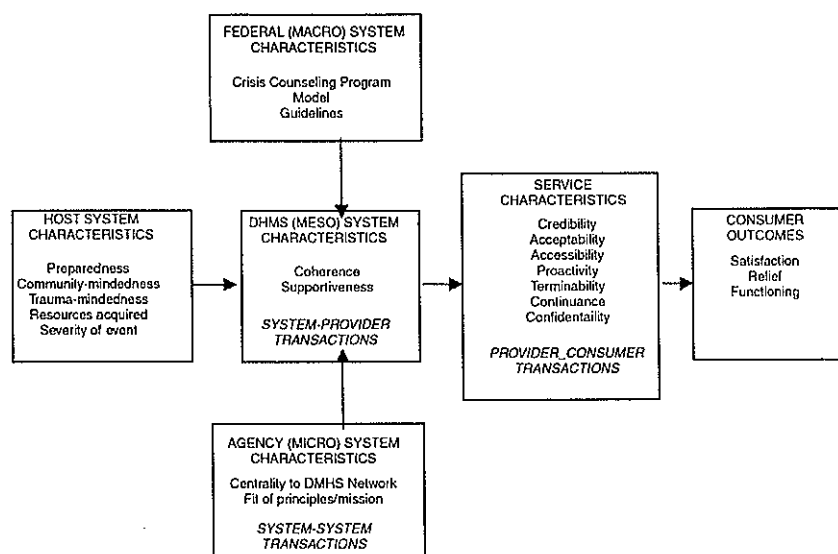 FEDERAL (MACRO) SYSTEM
CHARACTERISTICS
Crisis Counseling Program
Model
Guidelines
HOST SYSTEM
CHARACTERISTICS
Preparedness
Community-mindedness
Trauma-mindedness
Resources acquired
Severity of event
DHMS (MESO) SYSTEM
CHARACTERISTICS
Coherence
Supportiveness
SYSTEM-PROVIDER
TRANSACTIONS
SERVICE
CHARACTERISTICS
Credibility
Acceptability
Accessibility
Proactivity
Terminability
Continuance
Confidentaility
PROVIDER_CONSUMER
TRANSACTIONS
CONSUMER
OUTCOMES
Satisfaction
Relief
Functioning
AGENCY (MICRO) SYSTEM
CHARACTERISTICS
Centrality to DMHS Network
Fit of principles/mission
SYSTEM-SYSTEM
TRANSACTIONS